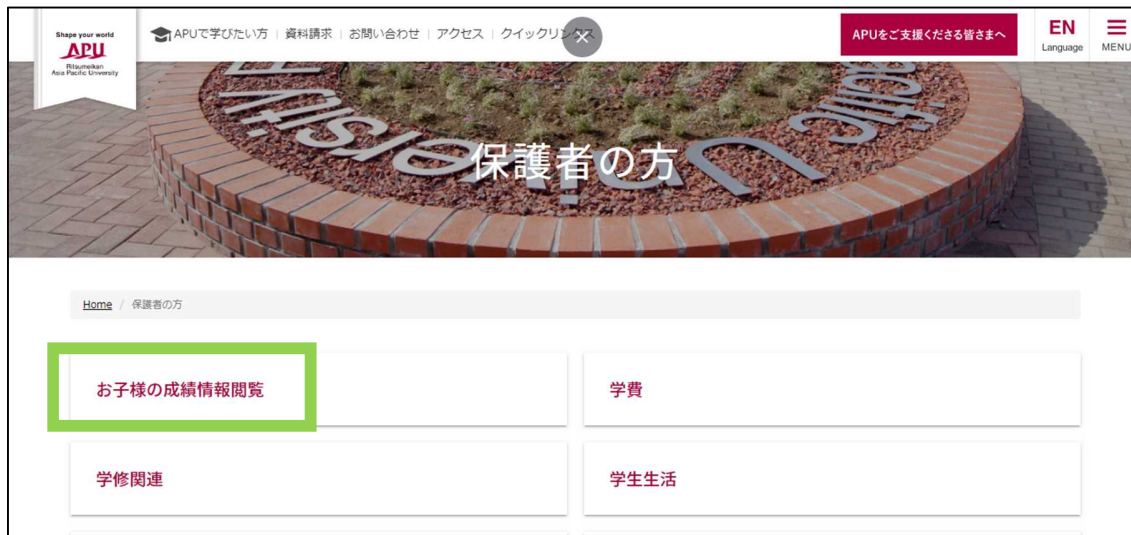 Shape your world
APU
Ritsumeikan
Asia Pacific University
APUで学びたい方 | 資料請求 | お問い合わせ | アクセス | クイックリンクス
APUをご支援くださる皆さまへ
EN
Language
MENU
Pacific University
保護者の方
Home / 保護者の方
お子様の成績情報閲覧
学費
学修関連
学生生活